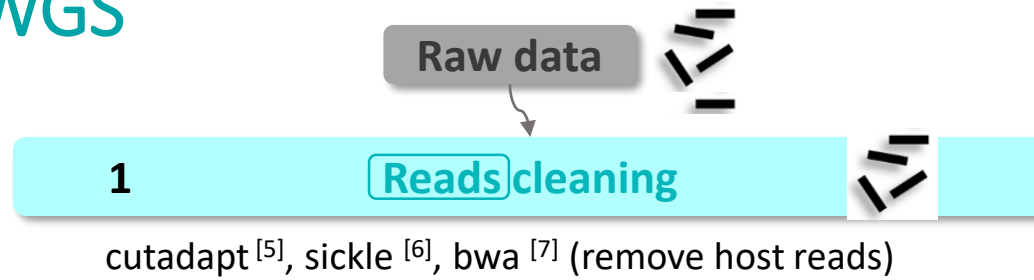 WGS
Raw data
1 Reads cleaning
cutadapt [5], sickle [6], bwa [7] (remove host reads)